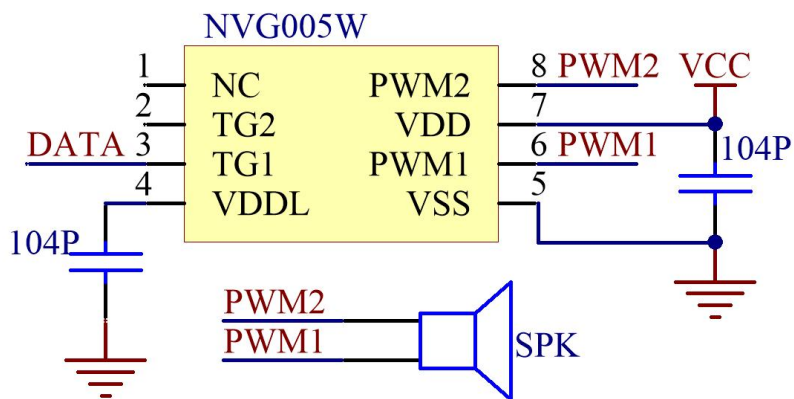 NVG005W
1 NC PWM2 8 PWM2 VCC
2 TG2 VDD 7
DATA 3 TG1 PWM1 6 PWM1 104P
4 VDDL VSS 5
104P
PWM2
PWM1 SPK